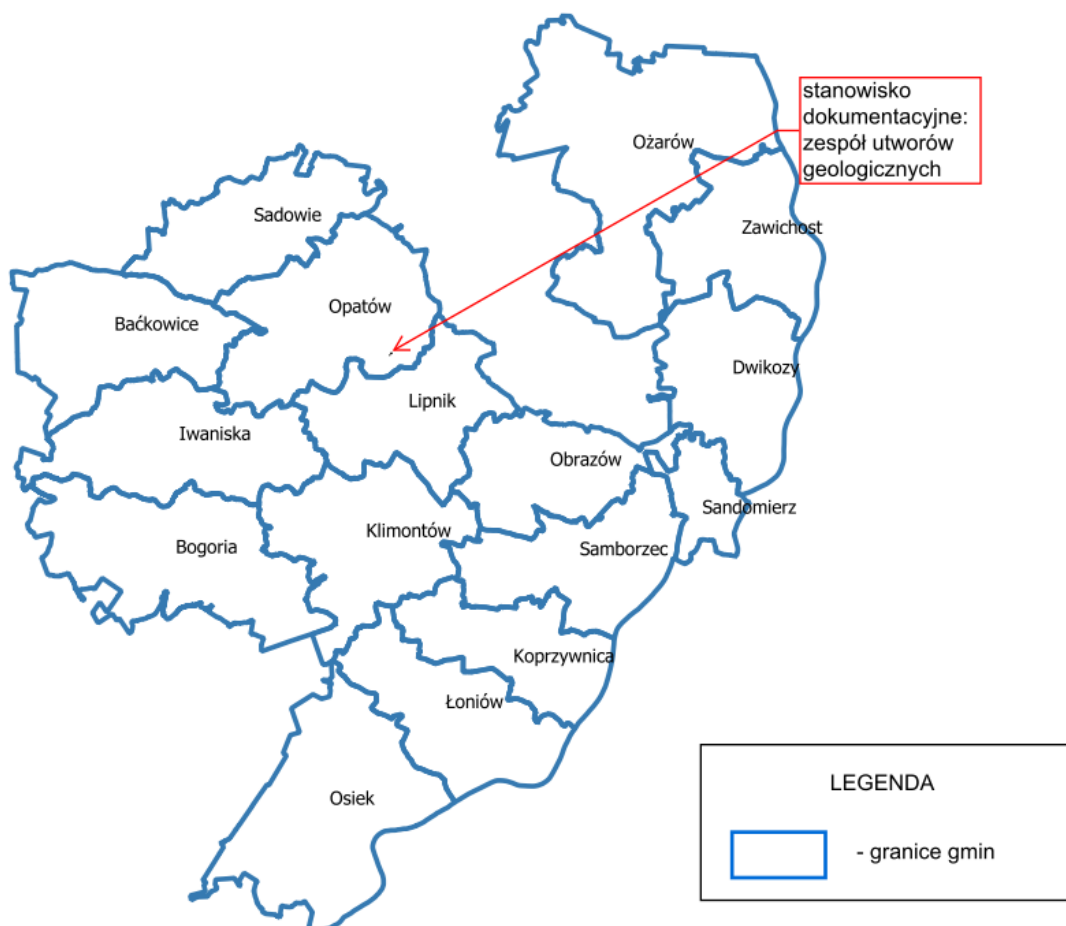 stanowisko
dokumentacyjne:
zespół utworów
geologicznych
Ożarów
Sadowie
Zawichost
Opatów
Baćkowice
Dwikozy
Lipnik
Iwaniska
Obrazów
Sandomierz
Klimontów
Bogoria
Samborzec
Koprzywnica
Łoniów
Osiek
LEGENDA
- granice gmin